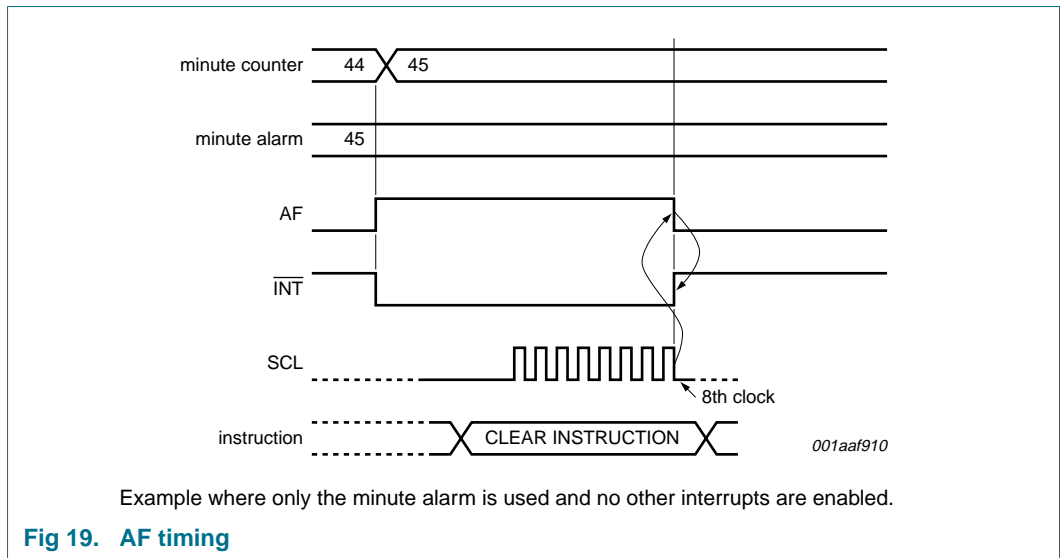 minute counter 44 45
minute alarm 45
AF
INT
SCL
8th clock
instruction CLEAR INSTRUCTION
001aaf910
Example where only the minute alarm is used and no other interrupts are enabled.
Fig 19. AF timing